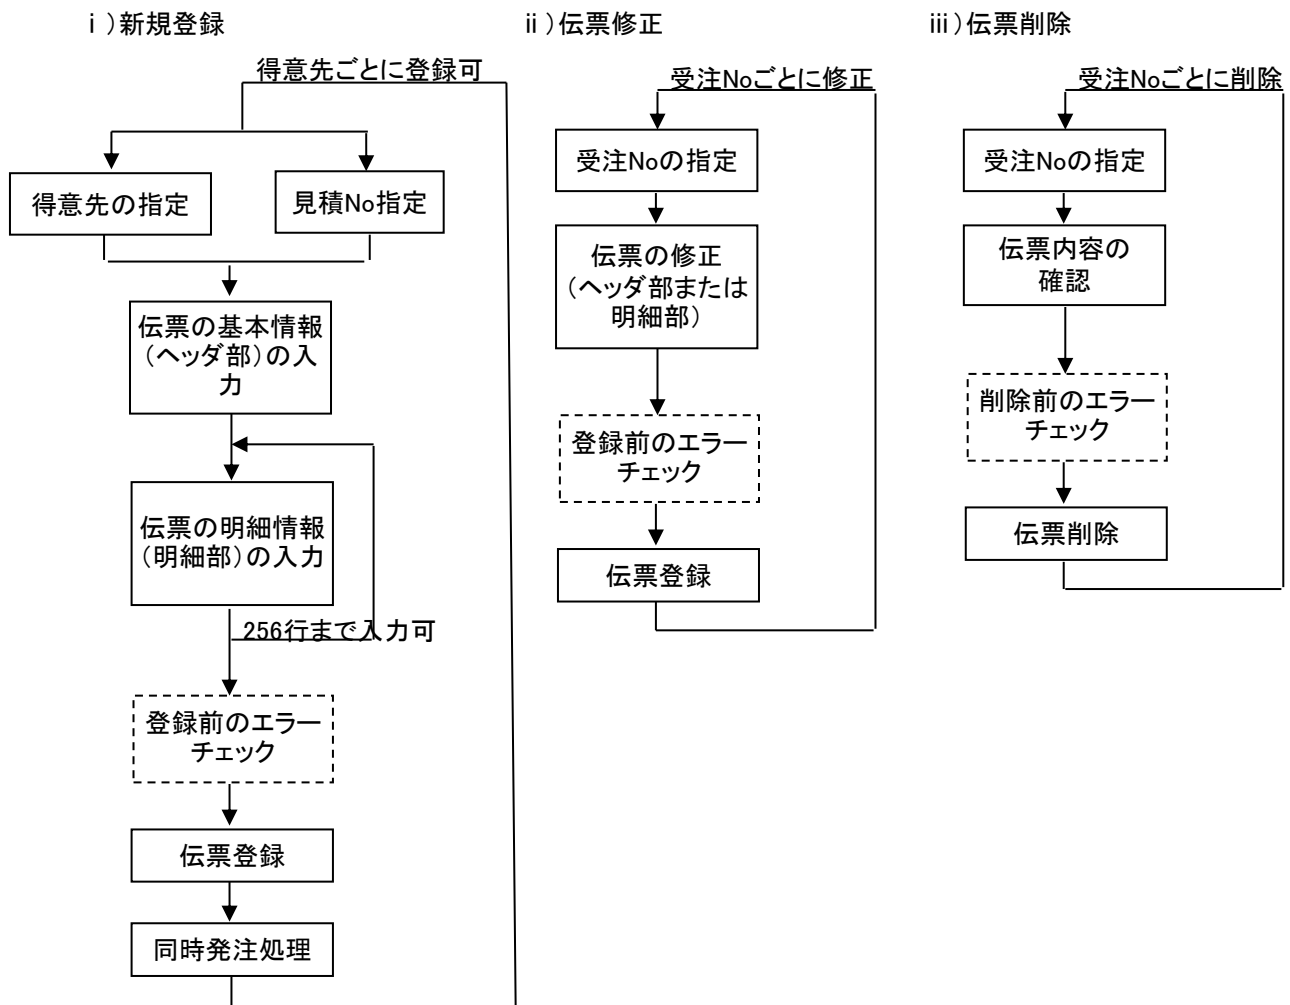 ⅰ）新規登録
得意先ごとに登録可
得意先の指定
見積No指定
伝票の基本情報
（ヘッダ部）の入
力
伝票の明細情報
（明細部）の入力
256行まで入力可
登録前のエラー
チェック
伝票登録
同時発注処理
ⅱ）伝票修正
受注Noごとに修正
受注Noの指定
伝票の修正
（ヘッダ部または
明細部）
登録前のエラー
チェック
伝票登録
ⅲ）伝票削除
受注Noごとに削除
受注Noの指定
伝票内容の
確認
削除前のエラー
チェック
伝票削除